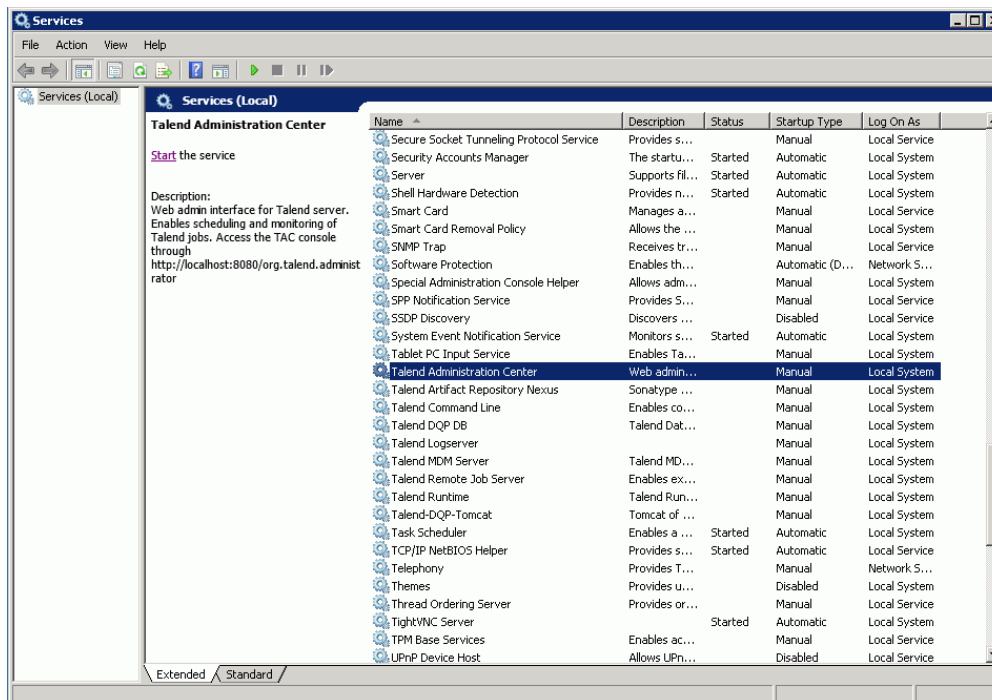 Services
File Action View Help
Services (Local)
Services (Local)
Talend Administration Center
Start the service
Description:
Web admin interface for Talend server.
Enables scheduling and monitoring of
Talend jobs. Access the TAC console
through
http://localhost:8080/org.talend.administ
rator
Name Description Status Startup Type Log On As
Secure Socket Tunneling Protocol Service Provides s... Manual Local Service
Security Accounts Manager The startu... Started Automatic Local System
Server Supports fil... Started Automatic Local System
Shell Hardware Detection Provides n... Started Automatic Local System
Smart Card Manages a... Manual Local Service
Smart Card Removal Policy Allows the ... Manual Local System
SNMP Trap Receives tr... Manual Local Service
Software Protection Enables th... Automatic (D... Network S...
Special Administration Console Helper Allows adm... Manual Local System
SPP Notification Service Provides S... Manual Local Service
SSDP Discovery Discovers ... Disabled Local Service
System Event Notification Service Monitors s... Started Automatic Local System
Tablet PC Input Service Enables Ta... Manual Local System
Talend Administration Center Web admin... Manual Local System
Talend Artifact Repository Nexus Sonatype ... Manual Local System
Talend Command Line Enables co... Manual Local System
Talend DQP DB Talend Dat... Manual Local System
Talend Logserver Manual Local System
Talend MDM Server Talend MD... Manual Local System
Talend Remote Job Server Enables ex... Manual Local System
Talend Runtime Talend Run... Manual Local System
Talend-DQP-Tomcat Tomcat of ... Manual Local System
Task Scheduler Enables a ... Started Automatic Local System
TCP/IP NetBIOS Helper Provides s... Started Automatic Local Service
Telephony Provides T... Manual Network S...
Themes Provides u... Disabled Local System
Thread Ordering Server Provides or... Manual Local Service
TightVNC Server Started Automatic Local System
TPM Base Services Enables ac... Manual Local Service
UPnP Device Host Allows UPn... Disabled Local Service
Extended Standard